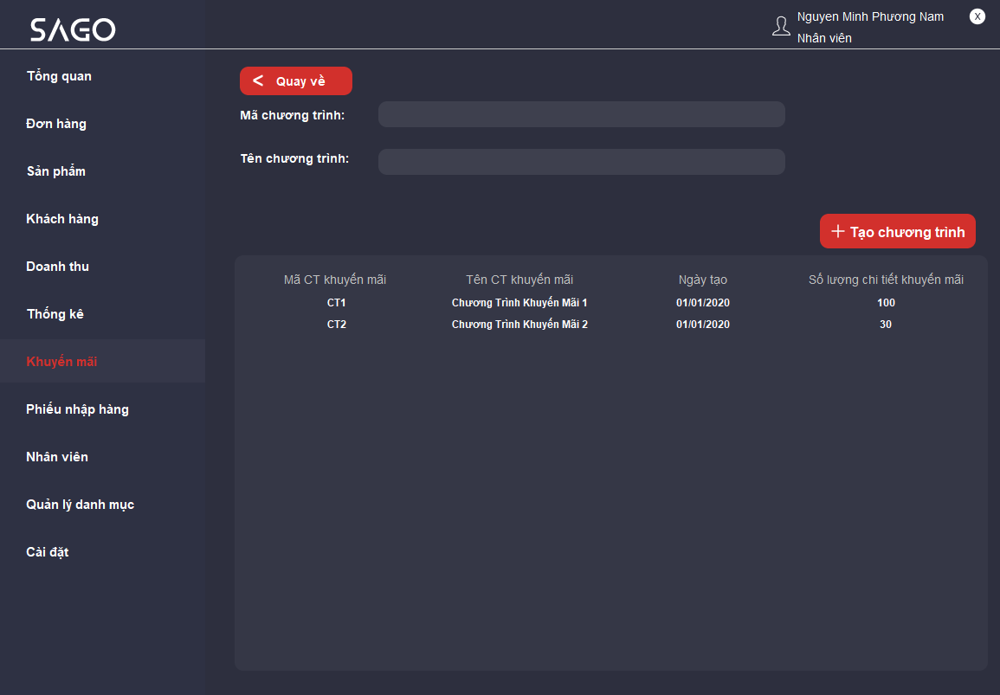 SAGO
Nguyen Minh Phương Nam
X
Nhân viên
Tổng quan
Đơn hàng
Sản phẩm
Khách hàng
Doanh thu
Thống kê
Khuyến mãi
Phiếu nhập hàng
Nhân viên
Quản lý danh mục
Cài đặt
< Quay về
Mã chương trình:
Tên chương trình:
+ Tạo chương trình
Mã CT khuyến mãi Tên CT khuyến mãi Ngày tạo Số lượng chi tiết khuyến mãi
CT1 Chương Trình Khuyến Mãi 1 01/01/2020 100
CT2 Chương Trình Khuyến Mãi 2 01/01/2020 30